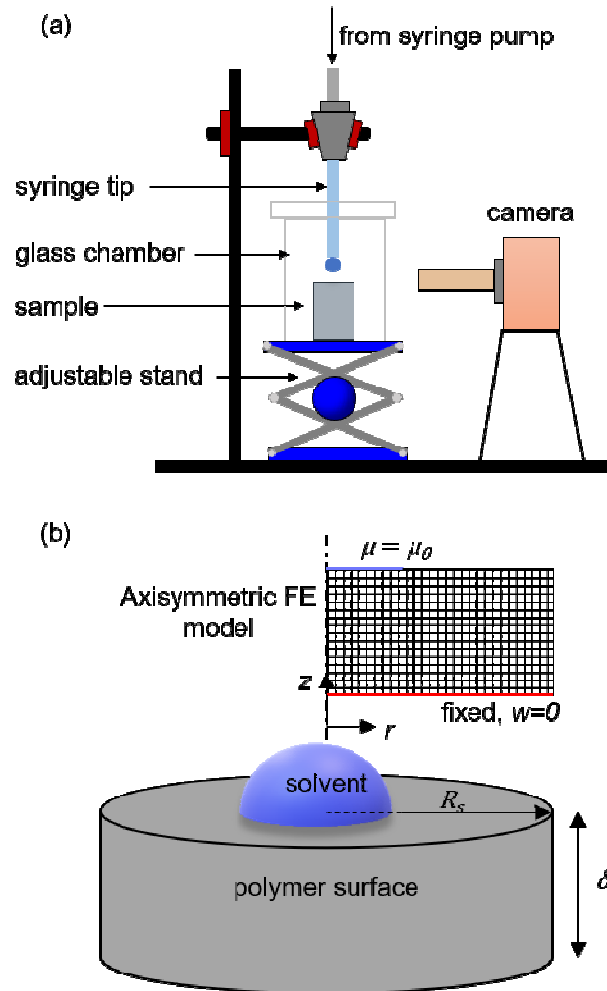 (a)
from syringe pump
syringe tip
glass chamber
camera
sample
adjustable stand
(b)
μ = μ0
Axisymmetric FE
model
z
fixed, w=0
r
solvent
Rs
δ
polymer surface